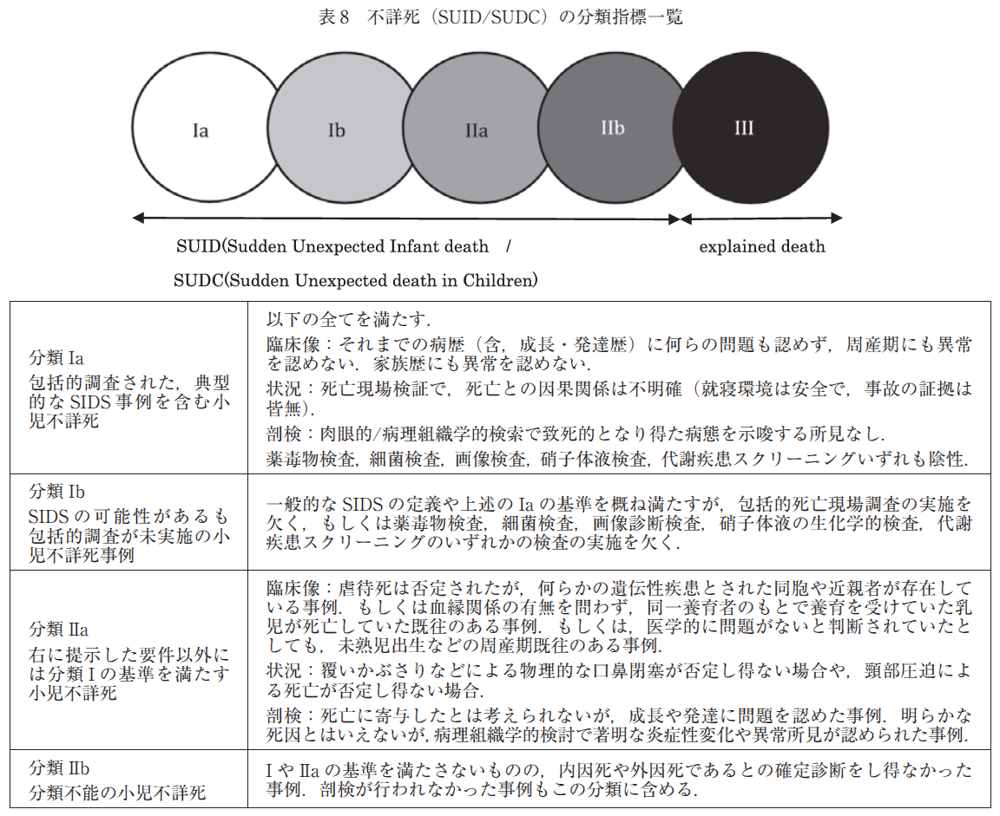 表8 不詳死（SUID/SUDC）の分類指標一覧
Ia
Ib
IIa
IIb
III
SUID(Sudden Unexpected Infant death /
explained death
SUDC(Sudden Unexpected death in Children)
分類 Ia
包括的調査された，典型
的な SIDS 事例を含む小
児不詳死
以下の全てを満たす．
臨床像：それまでの病歴（含，成長・発達歴）に何らの問題も認めず，周産期にも異常
を認めない．家族歴にも異常を認めない．
状況：死亡現場検証で，死亡との因果関係は不明確（就寝環境は安全で，事故の証拠は
皆無）．
剖検：肉眼的/病理組織学的検索で致死的となり得た病態を示唆する所見なし．
薬毒物検査，細菌検査，画像検査，硝子体液検査，代謝疾患スクリーニングいずれも陰性．
分類 Ib
SIDS の可能性があるも
包括的調査が未実施の小
児不詳死事例
一般的な SIDS の定義や上述の Ia の基準を概ね満たすが，包括的死亡現場調査の実施を
欠く，もしくは薬毒物検査，細菌検査，画像診断検査，硝子体液の生化学的検査，代謝
疾患スクリーニングのいずれかの検査の実施を欠く．
分類 IIa
右に提示した要件以外に
は分類 I の基準を満たす
小児不詳死
臨床像：虐待死は否定されたが，何らかの遺伝性疾患とされた同胞や近親者が存在して
いる事例．もしくは血縁関係の有無を問わず，同一養育者のもとで養育を受けていた乳
児が死亡していた既往のある事例．もしくは，医学的に問題がないと判断されていたと
しても，未熟児出生などの周産期既往のある事例．
状況：覆いかぶさりなどによる物理的な口鼻閉塞が否定し得ない場合や，頸部圧迫によ
る死亡が否定し得ない場合．
剖検：死亡に寄与したとは考えられないが，成長や発達に問題を認めた事例．明らかな
死因とはいえないが，病理組織学的検討で著明な炎症性変化や異常所見が認められた事例．
分類 IIb
分類不能の小児不詳死
I や IIa の基準を満たさないものの，内因死や外因死であるとの確定診断をし得なかった
事例．剖検が行われなかった事例もこの分類に含める．